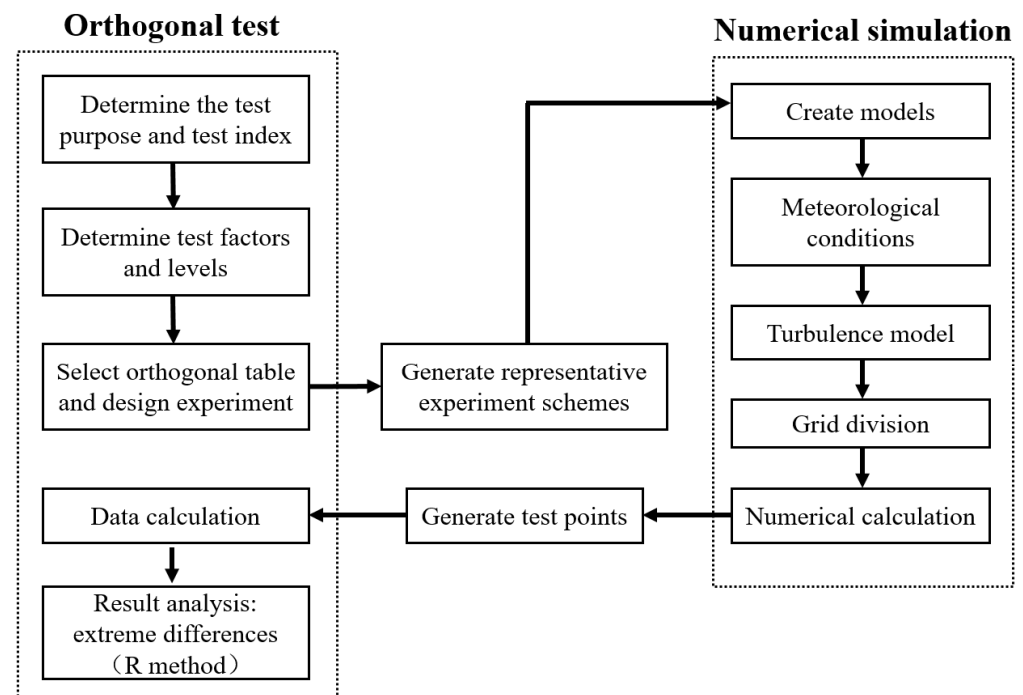 Orthogonal test
Determine the test
purpose and test index
Determine test factors
and levels
Select orthogonal table
and design experiment
Generate representative
experiment schemes
Numerical simulation
Create models
Meteorological
conditions
Turbulence model
Grid division
Numerical calculation
Generate test points
Data calculation
Result analysis:
extreme differences
（R method）